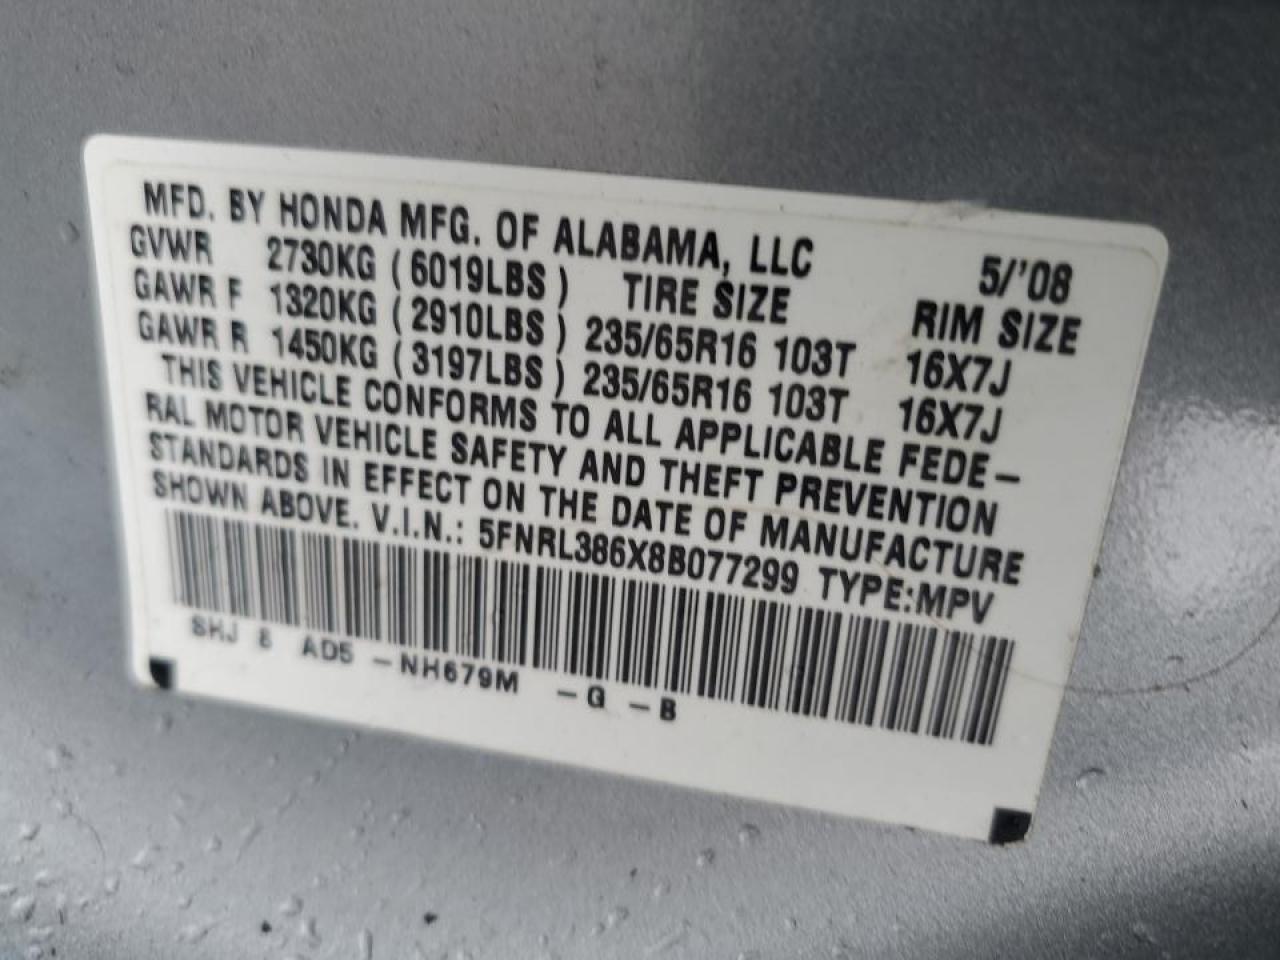 MFD. BY HONDA MFG. OF ALABAMA, LLC 5/'08
GVWR 2730KG ( 6019LBS ) TIRE SIZE RIM SIZE
GAWR F 1320KG ( 2910LBS ) 235/65R16 103T 16X7J
GAWR R 1450KG ( 3197LBS ) 235/65R16 103T 16X7J
THIS VEHICLE CONFORMS TO ALL APPLICABLE FEDE-
RAL MOTOR VEHICLE SAFETY AND THEFT PREVENTION
STANDARDS IN EFFECT ON THE DATE OF MANUFACTURE
SHOWN ABOVE. V.I.N.: 5FNRL386X8B077299 TYPE:MPV
SHJ 8 AD5 -NH679M -G -B